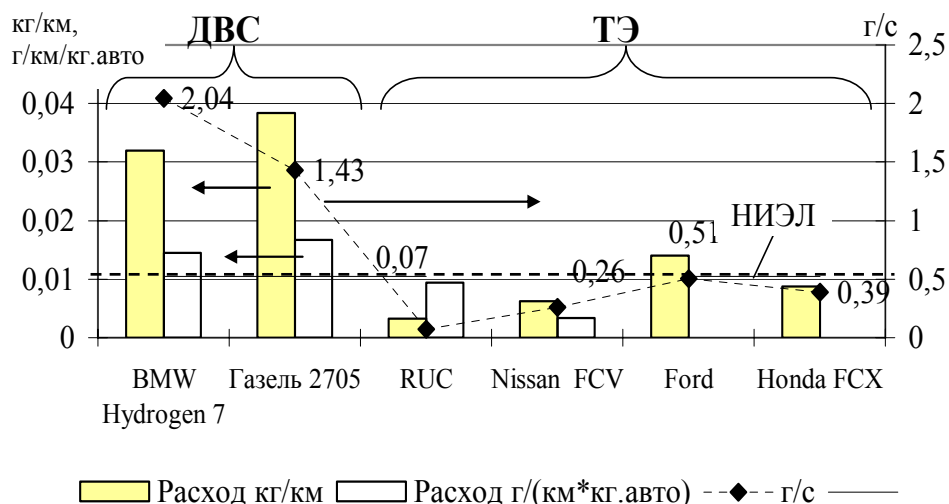 кг/км,
г/км/кг.авто
ДВС
ТЭ
г/с
0,04
0,03
0,02
0,01
0
2,5
2
1,5
1
0,5
0
2,04
1,43
0,07
0,26
0,51
0,39
НИЭЛ
BMW
Hydrogen 7
Газель 2705
RUC
Nissan FCV
Ford
Honda FCX
Расход кг/км
Расход г/(км*кг.авто)
г/с